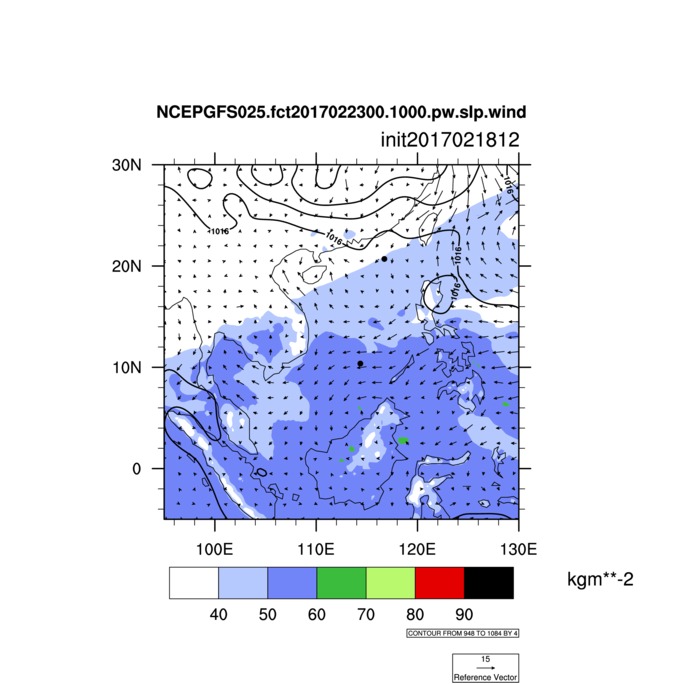 NCEPGFS025.fct2017022300.1000.pw.slp.wind
init2017021812
30N
20N
10N
0
1016
1016
1016
1016
1016
100E
110E
120E
130E
40
50
60
70
80
90
kgm**-2
CONTOUR FROM 948 TO 1084 BY 4
15
Reference Vector